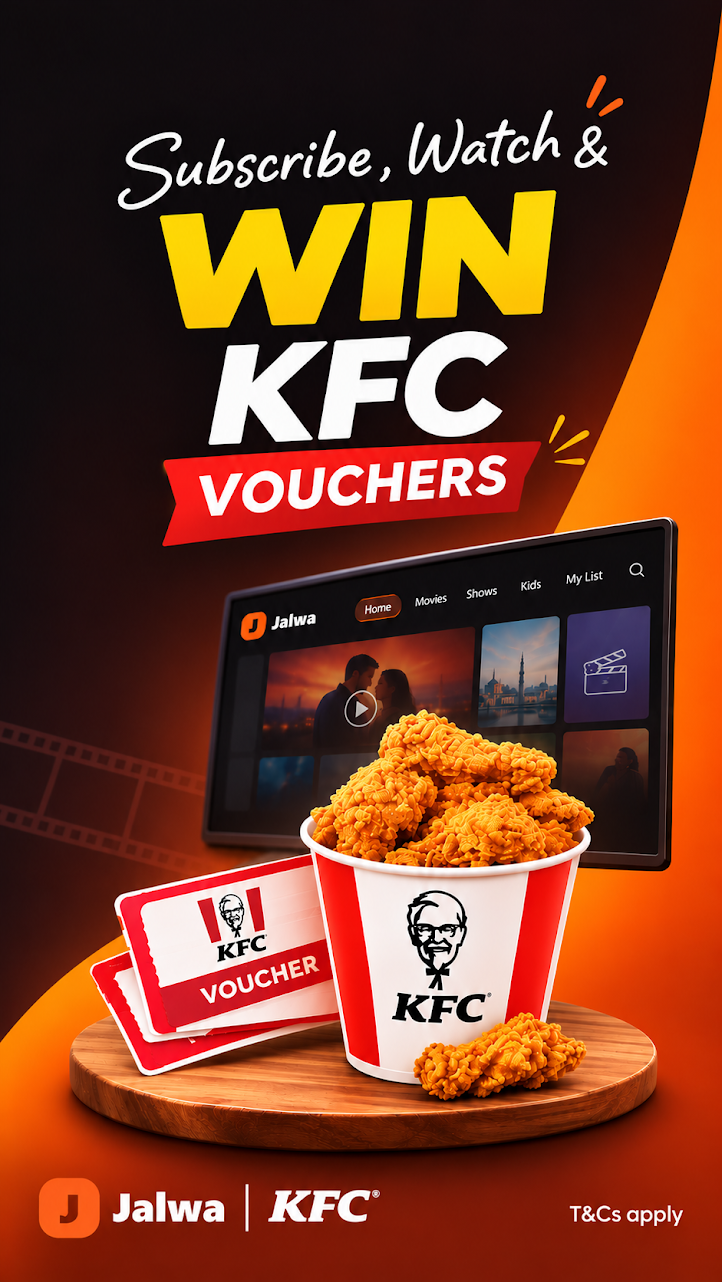 Subscribe, Watch &
WIN
KFC
VOUCHERS
J Jalwa
Home Movies Shows Kids My List
KFC
VOUCHER
KFC®
J Jalwa | KFC®
T&Cs apply